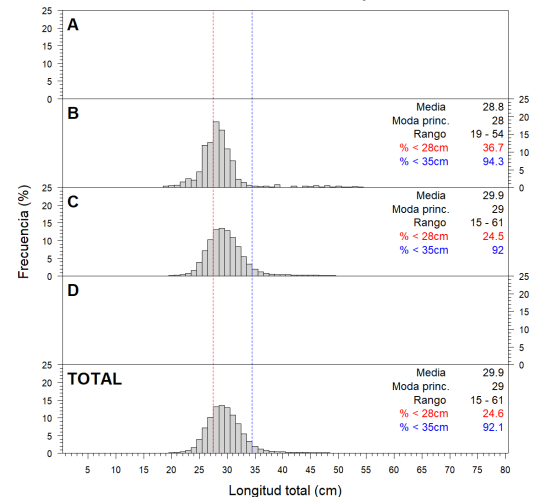 25
20
15
10
5
0
A
25
20
15
10
5
0
B
Media 28.8
Moda princ. 28
Rango 19 - 54
% < 28cm 36.7
% < 35cm 94.3
25
20
15
10
5
0
C
Media 29.9
Moda princ. 29
Rango 15 - 61
% < 28cm 24.5
% < 35cm 92
25
20
15
10
5
0
D
25
20
15
10
5
0
TOTAL
Media 29.9
Moda princ. 29
Rango 15 - 61
% < 28cm 24.6
% < 35cm 92.1
Frecuencia (%)
5 10 15 20 25 30 35 40 45 50 55 60 65 70 75 80
Longitud total (cm)